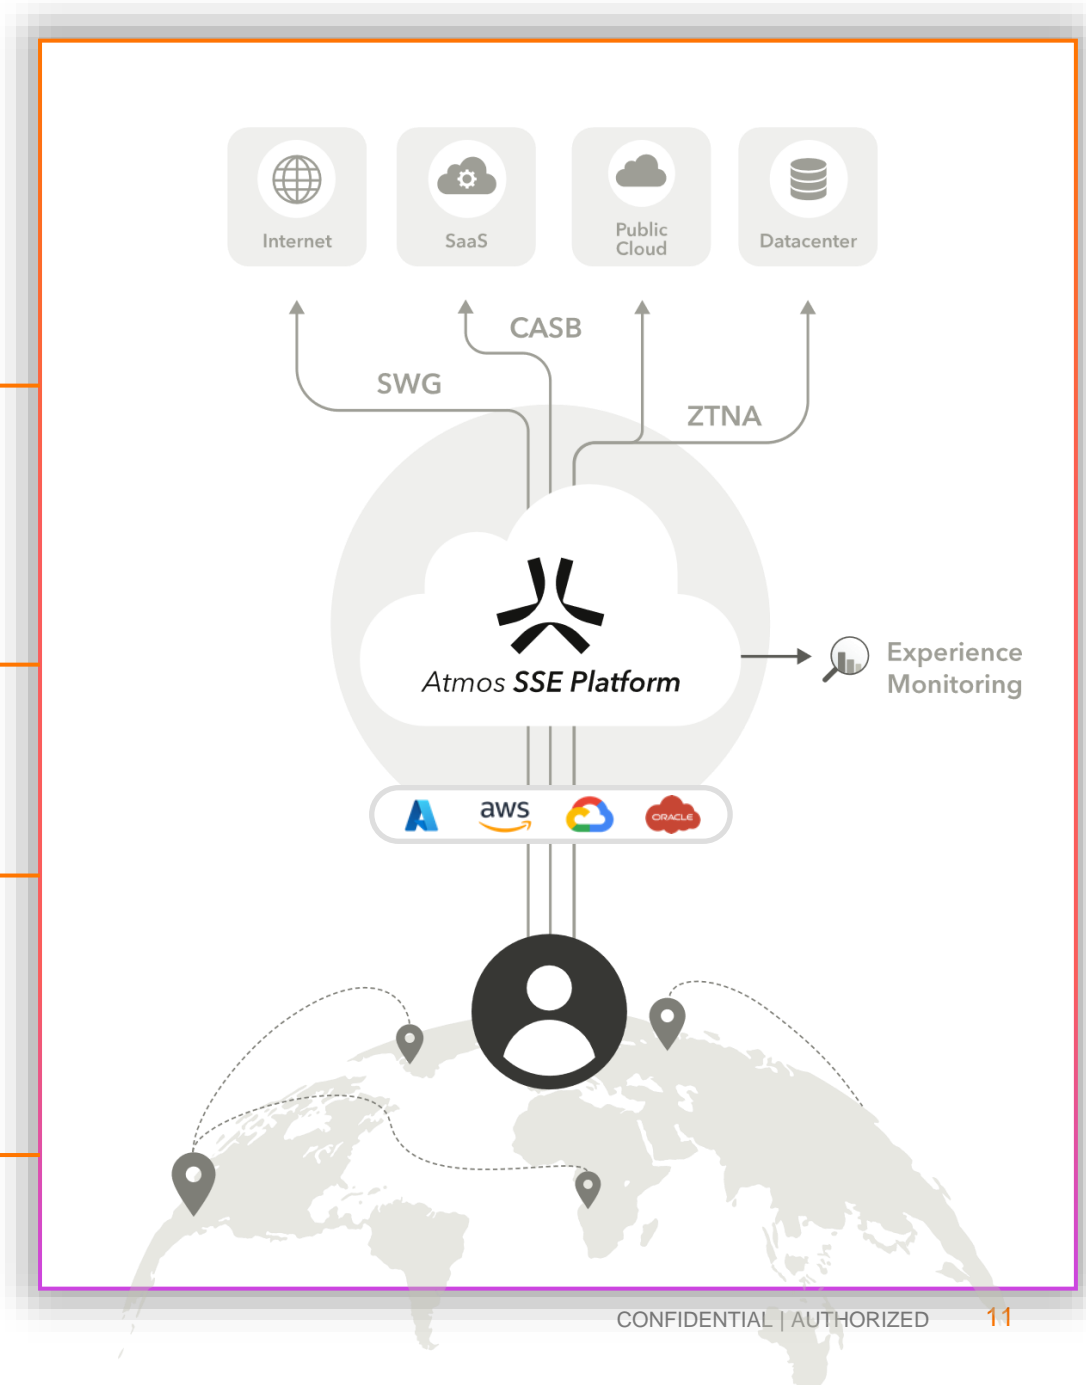 Internet
SaaS
Public
Cloud
Datacenter
CASB
SWG
ZTNA
Atmos SSE Platform
Experience
Monitoring
aws
ORACLE
CONFIDENTIAL | AUTHORIZED
11